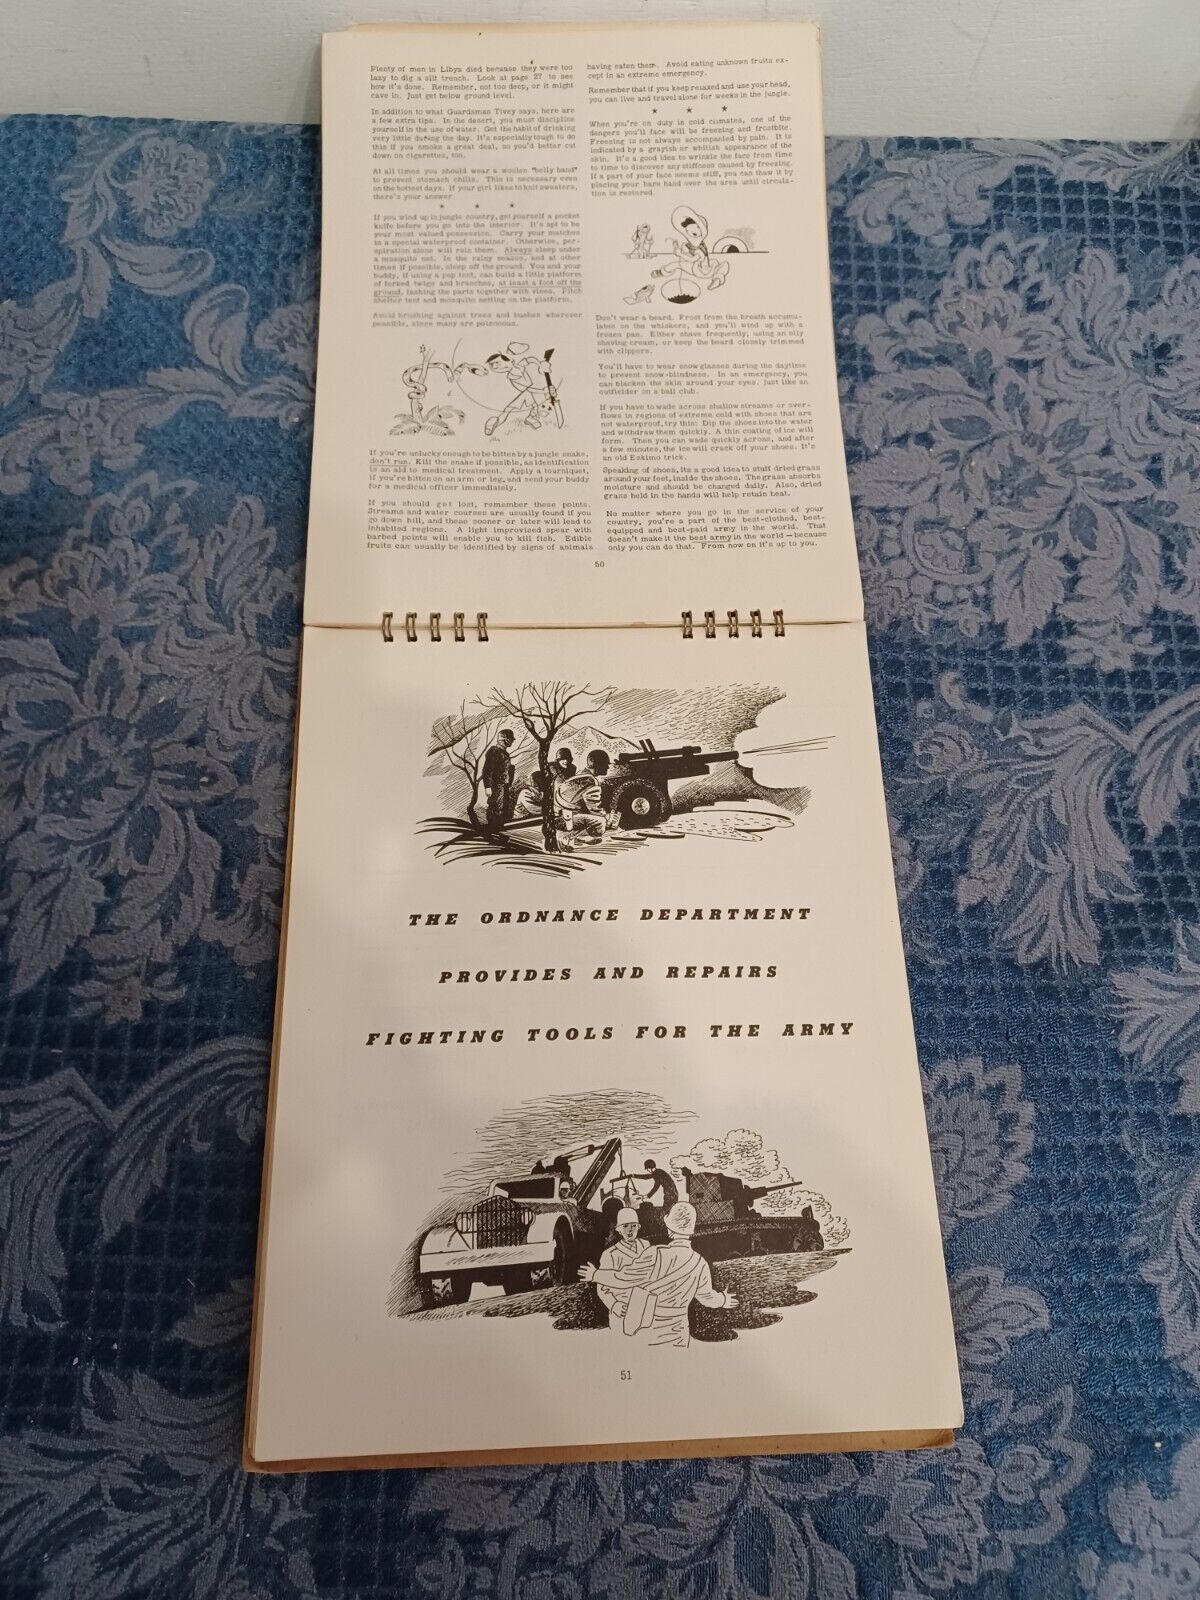 Plenty of men in Libya died because they were too
lazy to dig a slit trench. Look at page 27 to see
how it's done. Remember, not too deep, or it might
cave in. Just get below ground level.
In addition to what Guardsman Tivey says, here are
a few extra tips. In the desert, you must discipline
yourself in the use of water. Get the habit of drinking
very little during the day. It's especially tough to do
this if you smoke a great deal, so you'd better cut
down on cigarettes, too.
At all times you should wear a woolen "belly band"
to prevent stomach chills. This is necessary even
on the hottest days. If your girl likes to knit sweaters,
there's your answer.
* * *
If you wind up in jungle country, get yourself a pocket
knife before you go into the interior. It's apt to be
your most valued possession. Carry your matches
in a special waterproof container. Otherwise, per-
spiration alone will ruin them. Always sleep under
a mosquito net. In the rainy season, and at other
times if possible, sleep off the ground. You and your
buddy, if using a pup tent, can build a little platform
of forked twigs and branches, at least a foot off the
ground, lashing the parts together with vines. Pitch
shelter tent and mosquito netting on the platform.
Avoid brushing against trees and bushes wherever
possible, since many are poisonous.
If you're unlucky enough to be bitten by a jungle snake,
don't run. Kill the snake if possible, as identification
is an aid to medical treatment. Apply a tourniquet,
if you're bitten on an arm or leg, and send your buddy
for a medical officer immediately.
If you should get lost, remember these points.
Streams and water courses are usually found if you
go down hill, and these sooner or later will lead to
inhabited regions. A light improvised spear with
barbed points will enable you to kill fish. Edible
fruits can usually be identified by signs of animals
having eaten them. Avoid eating unknown fruits ex-
cept in an extreme emergency.
Remember that if you keep relaxed and use your head,
you can live and travel alone for weeks in the jungle.
* * *
When you're on duty in cold climates, one of the
dangers you'll face will be freezing and frostbite.
Freezing is not always accompanied by pain. It is
indicated by a grayish or whitish appearance of the
skin. It's a good idea to wrinkle the face from time
to time to discover any stiffness caused by freezing.
If a part of your face seems stiff, you can thaw it by
placing your bare hand over the area until circula-
tion is restored.
Don't wear a beard. Frost from the breath accumu-
lates on the whiskers, and you'll wind up with a
frozen pan. Either shave frequently, using an oily
shaving cream, or keep the beard closely trimmed
with clippers.
You'll have to wear snow glasses during the daytime
to prevent snow-blindness. In an emergency, you
can blacken the skin around your eyes, just like an
outfielder on a ball club.
If you have to wade across shallow streams or over-
flows in regions of extreme cold with shoes that are
not waterproof, try this: Dip the shoes into the water
and withdraw them quickly. A thin coating of ice will
form. Then you can wade quickly across, and after
a few minutes, the ice will crack off your shoes. It's
an old Eskimo trick.
Speaking of shoes, its a good idea to stuff dried grass
around your feet, inside the shoes. The grass absorbs
moisture and should be changed daily. Also, dried
grass held in the hands will help retain heat.
No matter where you go in the service of your
country, you're a part of the best-clothed, best-
equipped and best-paid army in the world. That
doesn't make it the best army in the world — because
only you can do that. From now on it's up to you.
50
THE ORDNANCE DEPARTMENT
PROVIDES AND REPAIRS
FIGHTING TOOLS FOR THE ARMY
51